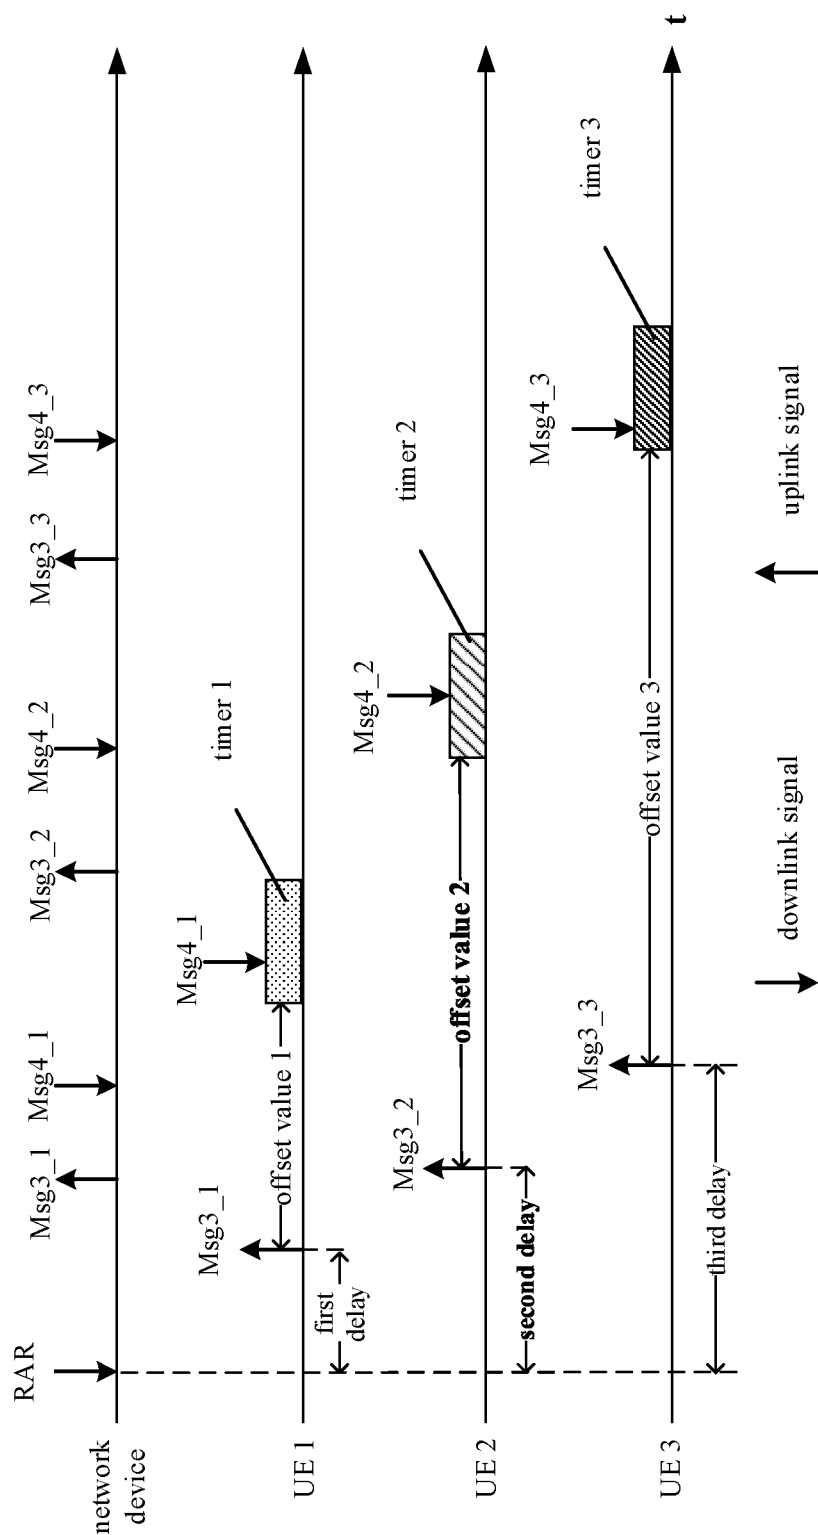 RAR
Msg3_1
Msg4_1
Msg3_2
Msg4_2
Msg3_3
Msg4_3
network
device
Msg3_1
Msg4_1
timer 1
offset value 1
first
delay
UE 1
Msg3_2
Msg4_2
timer 2
offset value 2
second delay
UE 2
Msg3_3
Msg4_3
timer 3
offset value 3
third delay
UE 3
t
downlink signal
uplink signal